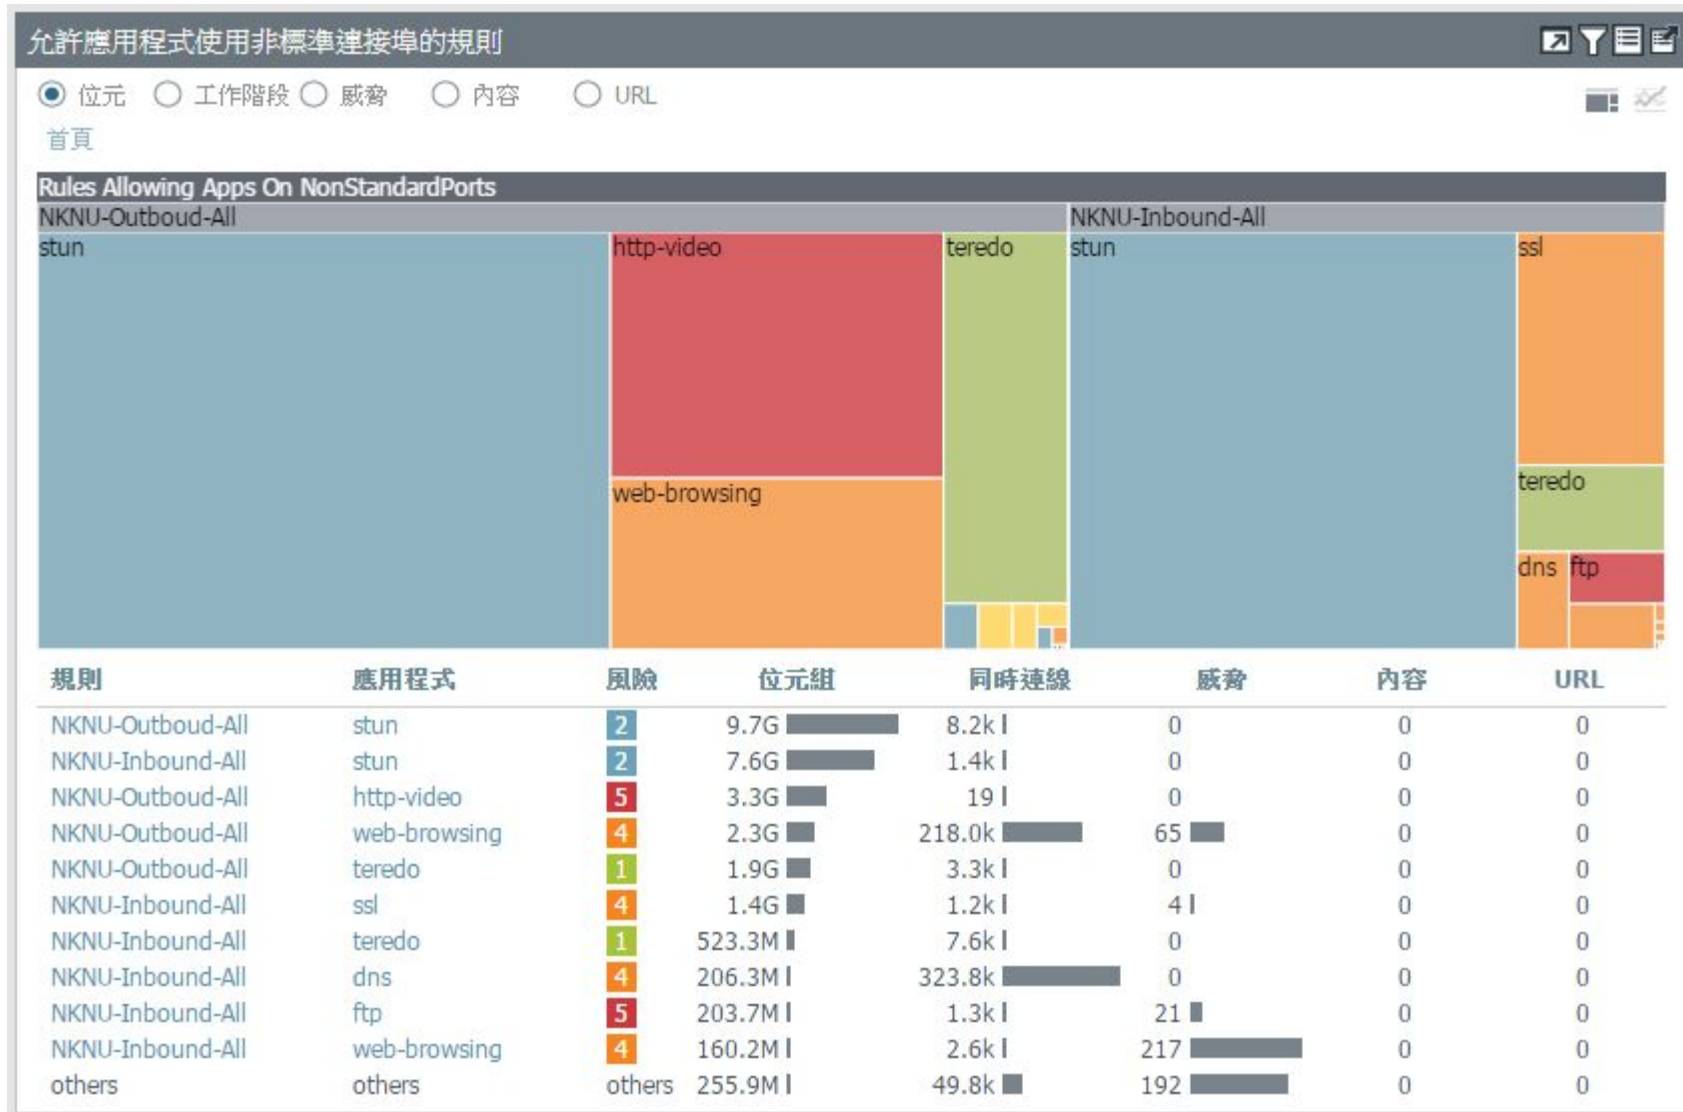 允許應用程式使用非標準連接埠的規則
位元 工作階段 威脅 內容 URL
首頁
Rules Allowing Apps On NonStandardPorts
NKNU-Outboud-All NKNU-Inbound-All
stun http-video teredo stun ssl
teredo
web-browsing
dns ftp
規則 應用程式 風險 位元組 同時連線 威脅 內容 URL
NKNU-Outboud-All stun 2 9.7G 8.2k 0 0 0
NKNU-Inbound-All stun 2 7.6G 1.4k 0 0 0
NKNU-Outboud-All http-video 5 3.3G 19 0 0 0
NKNU-Outboud-All web-browsing 4 2.3G 218.0k 65 0 0
NKNU-Outboud-All teredo 1 1.9G 3.3k 0 0 0
NKNU-Inbound-All ssl 4 1.4G 1.2k 4 0 0
NKNU-Inbound-All teredo 1 523.3M 7.6k 0 0 0
NKNU-Inbound-All dns 4 206.3M 323.8k 0 0 0
NKNU-Inbound-All ftp 5 203.7M 1.3k 21 0 0
NKNU-Inbound-All web-browsing 4 160.2M 2.6k 217 0 0
others others others 255.9M 49.8k 192 0 0